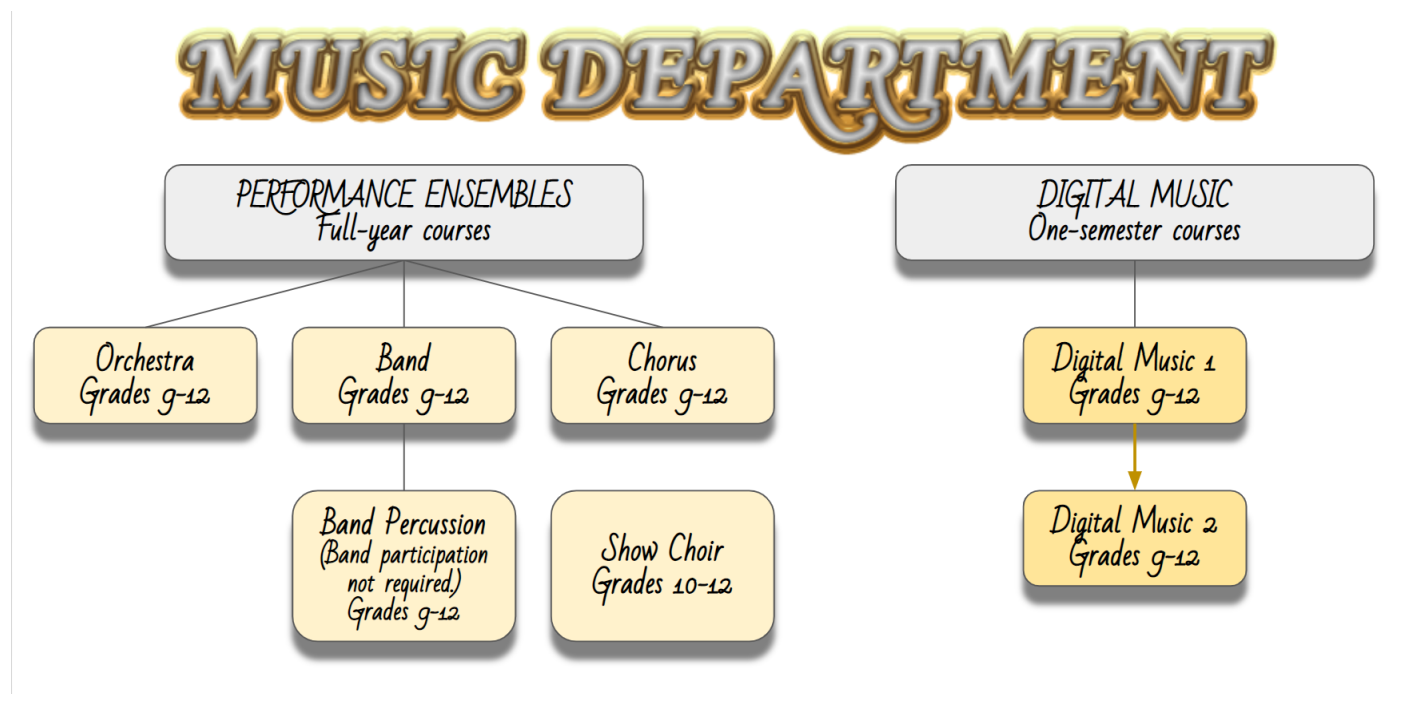 MUSIC DEPARTMENT
PERFORMANCE ENSEMBLES
Full-year courses
DIGITAL MUSIC
One-semester courses
Orchestra
Grades 9-12
Band
Grades 9-12
Chorus
Grades 9-12
Digital Music 1
Grades 9-12
Band Percussion
(Band participation
not required.)
Grades 9-12
Show Choir
Grades 10-12
Digital Music 2
Grades 9-12